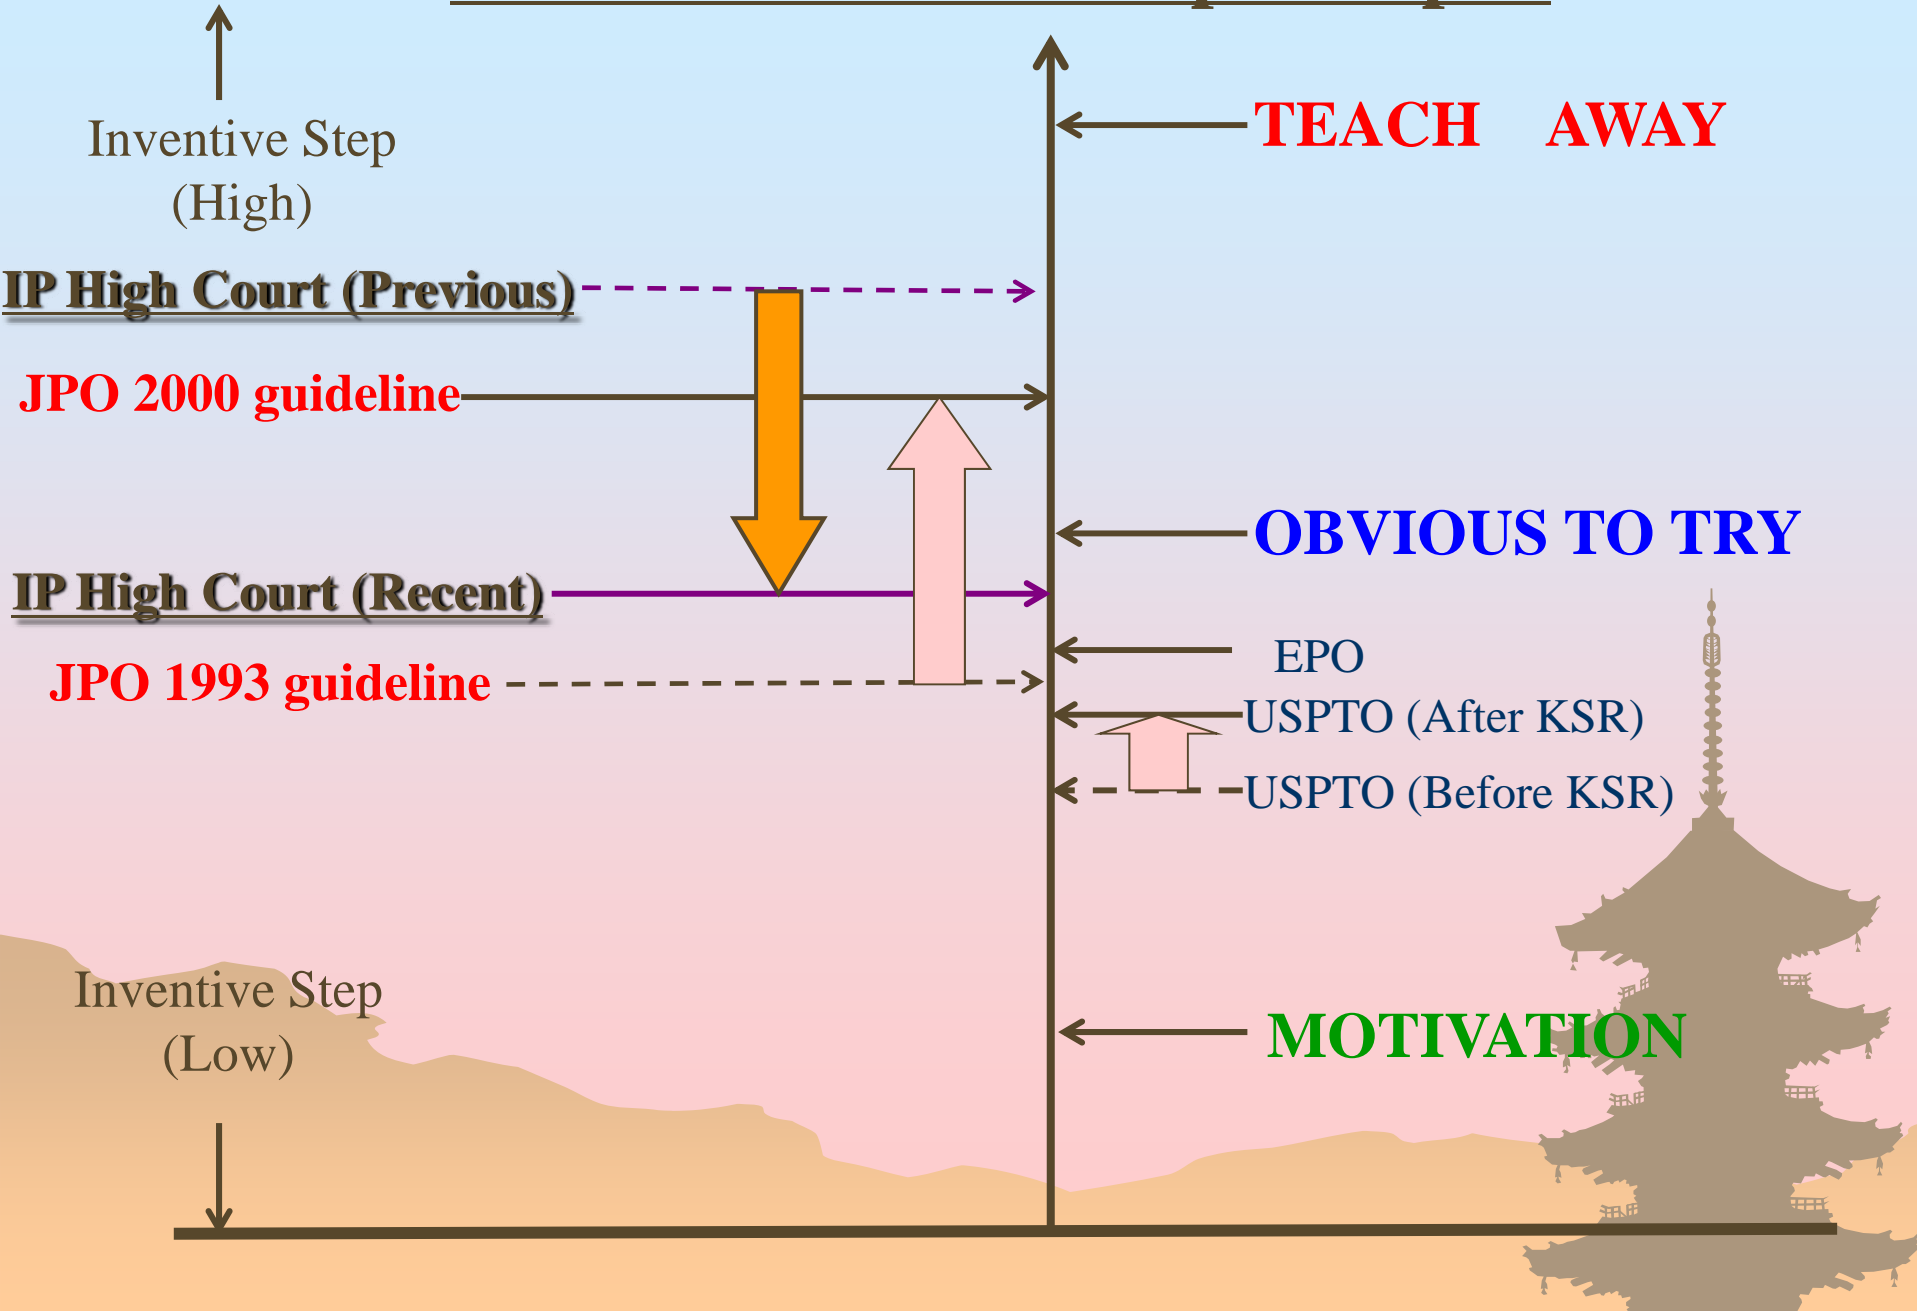 Inventive Step
(High)
TEACH AWAY
IP High Court (Previous)
JPO 2000 guideline
OBVIOUS TO TRY
IP High Court (Recent)
EPO
JPO 1993 guideline
USPTO (After KSR)
USPTO (Before KSR)
Inventive Step
(Low)
MOTIVATION